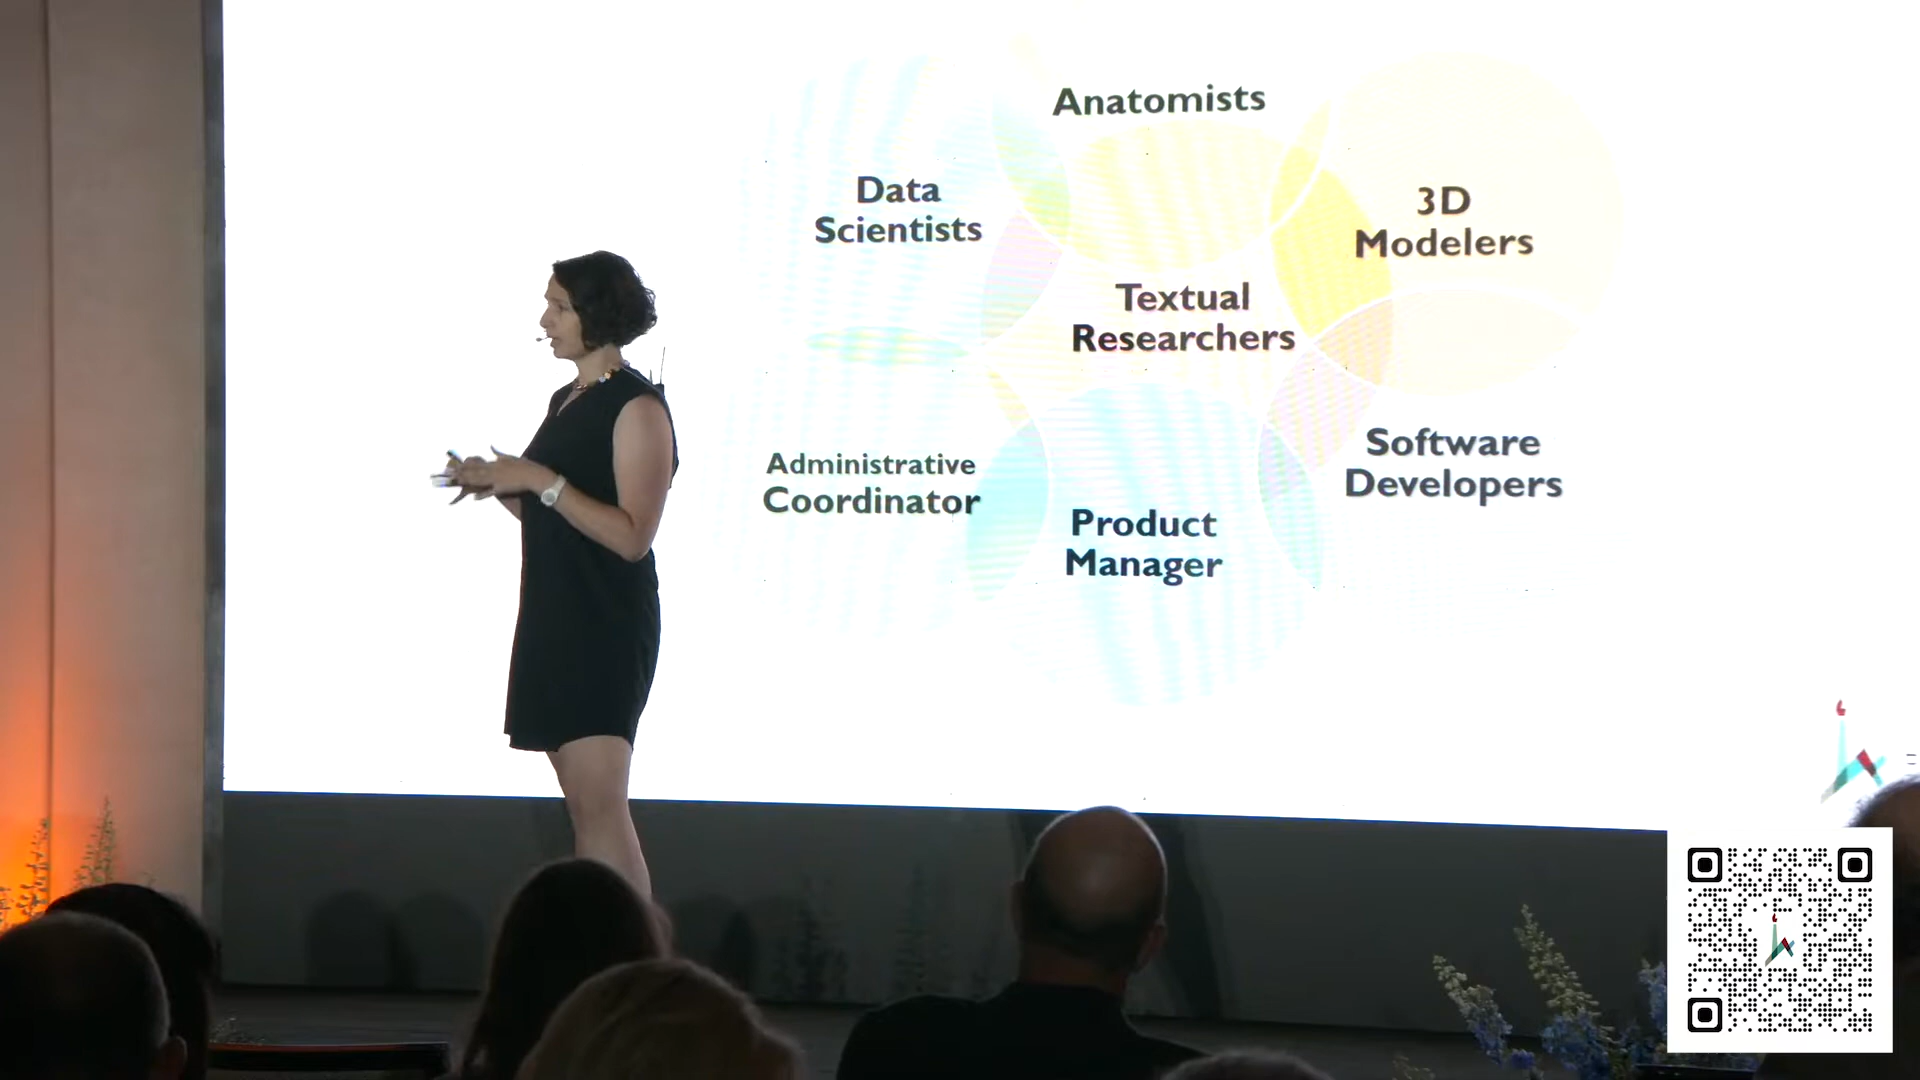 Anatomists
Data
Scientists
3D
Modelers
Textual
Researchers
Administrative
Coordinator
Software
Developers
Product
Manager